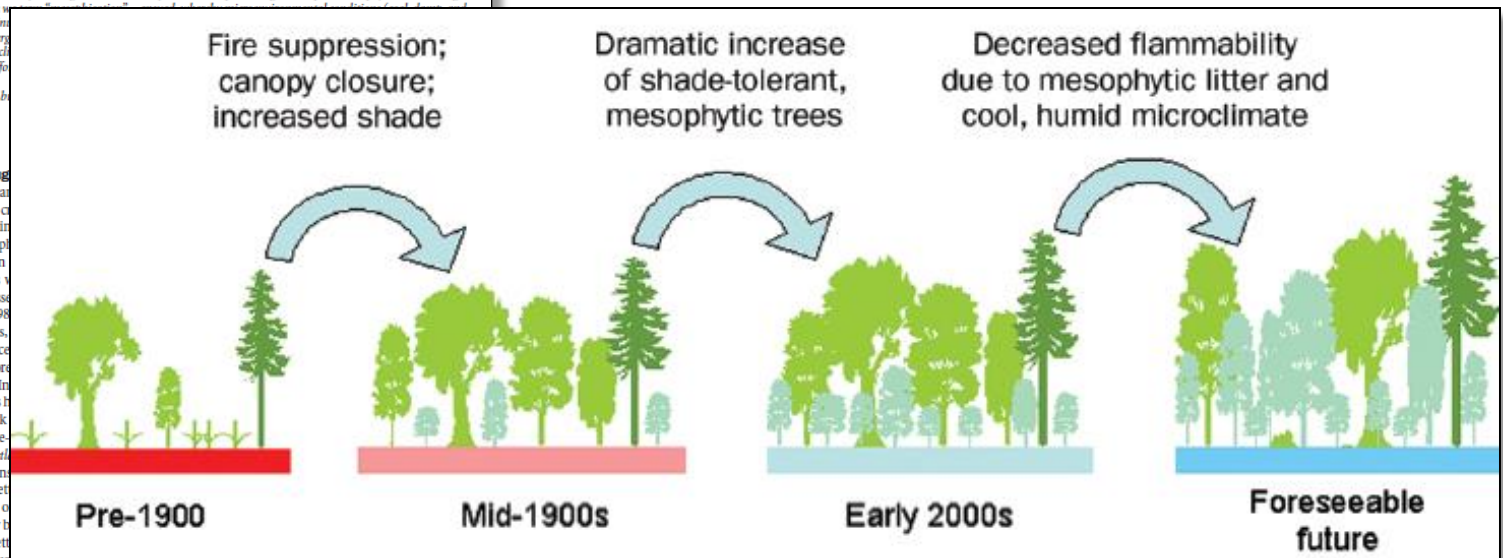 Fire suppression;
canopy closure;
increased shade
Dramatic increase
of shade-tolerant,
mesophytic trees
Decreased flammability
due to mesophytic litter and
cool, humid microclimate
Pre-1900
Mid-1900s
Early 2000s
Foreseeable
future